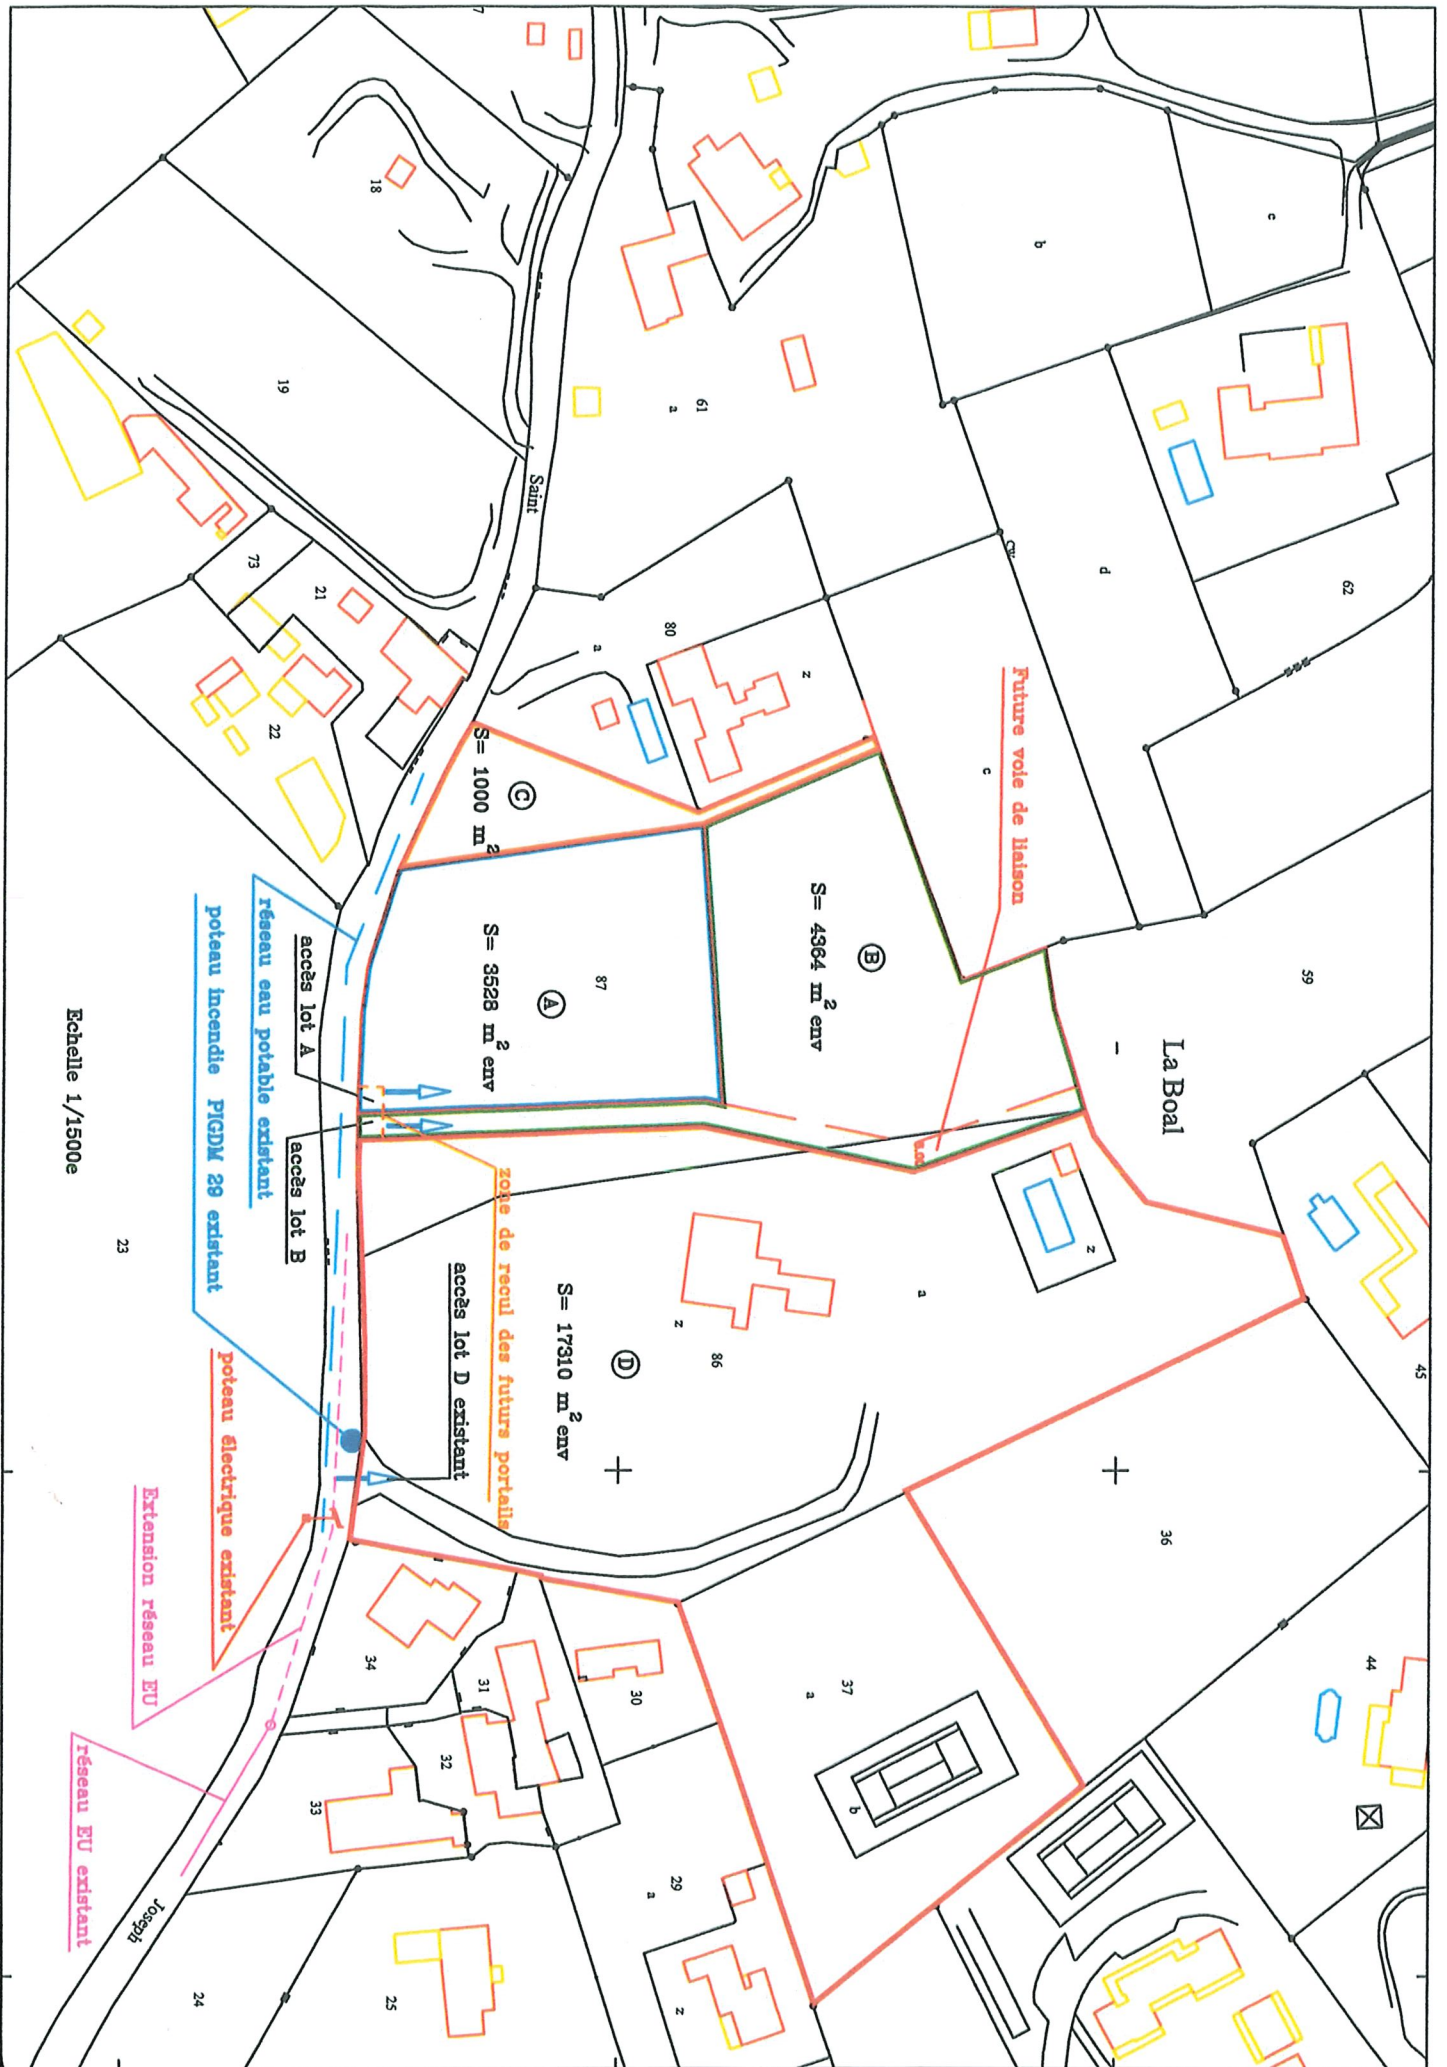 18
19
Saint
61
a
b
c
62
d
CW.
73
21
22
80
a
z
c
Future voie de liaison
59
La Boal
C
S= 1000 m²
B
S= 4364 m² env
87
A
S= 3528 m² env
réseau eau potable existant
poteau incendie PIGDM 29 existant
accès lot A
accès lot B
zone de recul des futurs portails
Echelle 1/1500e
23
z
a
z
86
D
S= 17310 m² env
accès lot D existant
poteau électrique existant
Extension réseau EU
réseau EU existant
45
36
44
34
31
30
37
a
b
32
33
29
a
z
Joseph
24
25